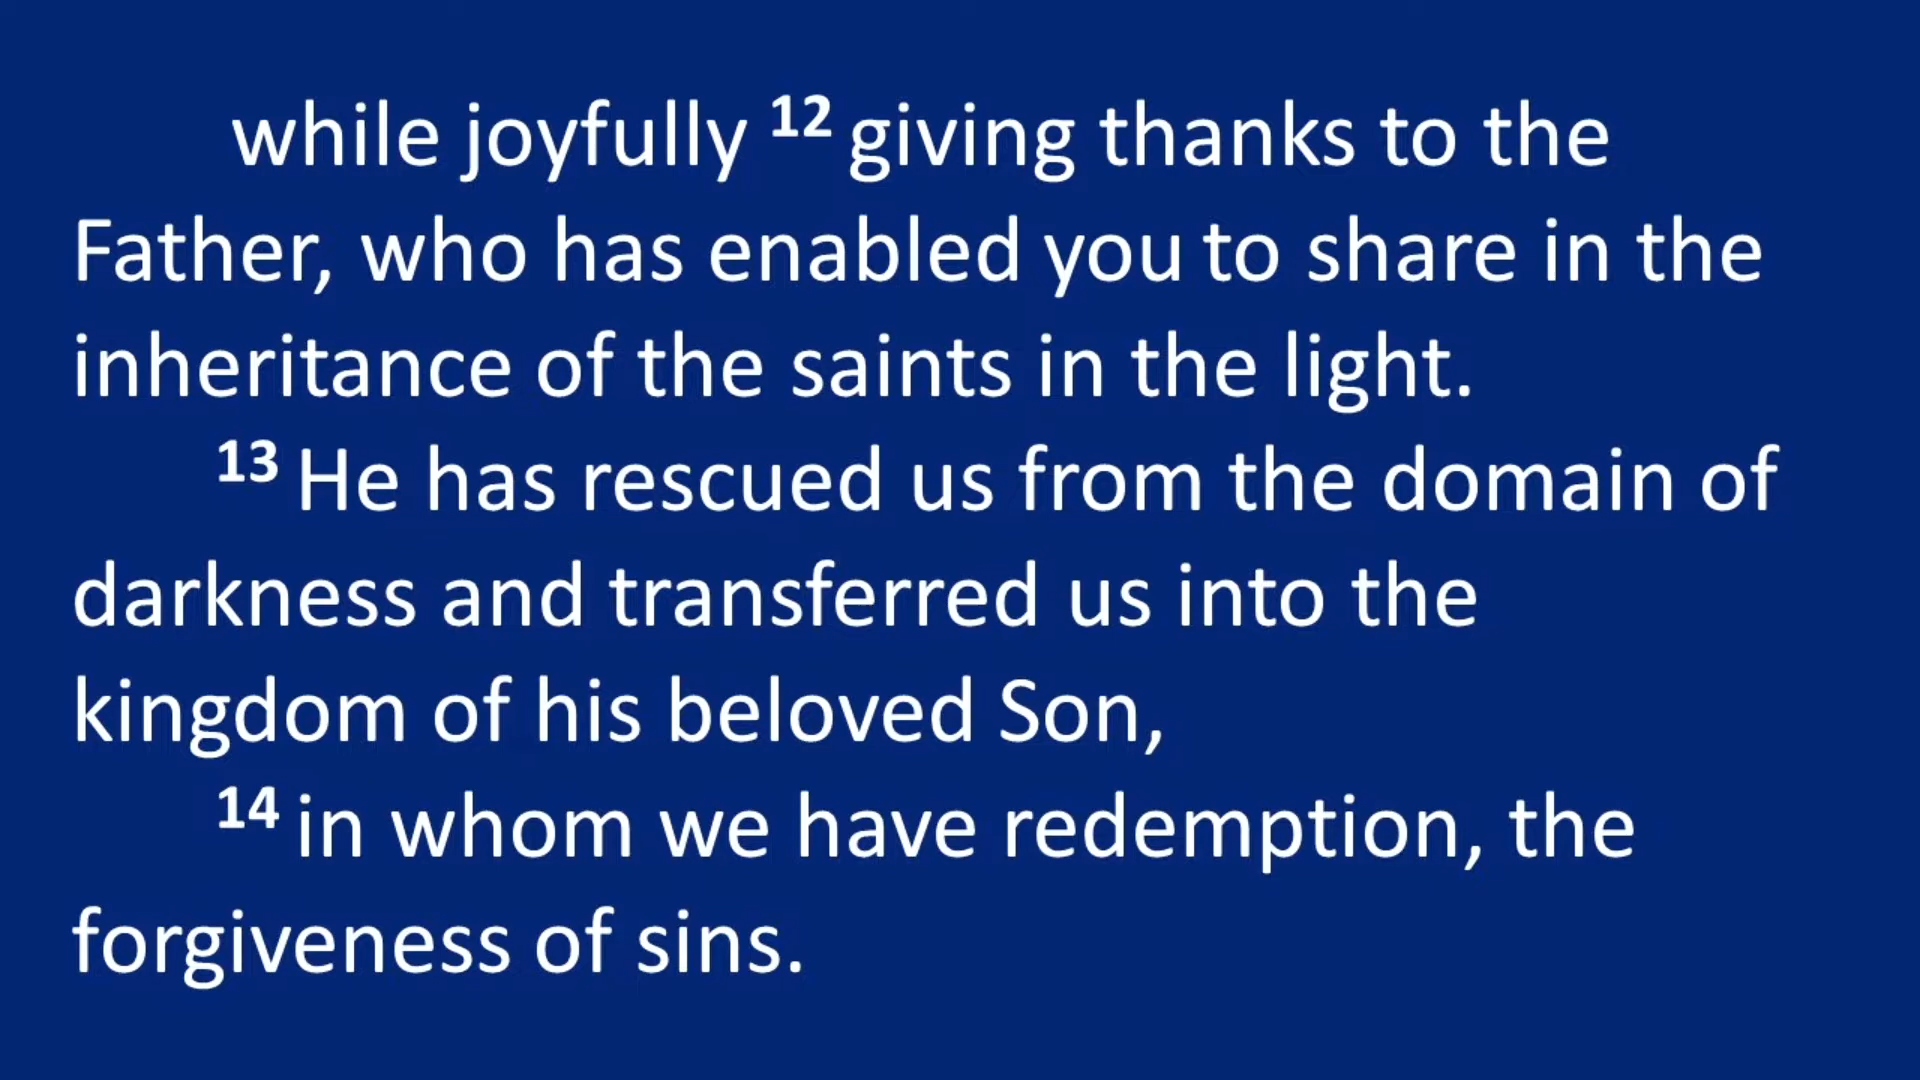 while joyfully 12 giving thanks to the
Father, who has enabled you to share in the
inheritance of the saints in the light.
13 He has rescued us from the domain of
darkness and transferred us into the
kingdom of his beloved Son,
14 in whom we have redemption, the
forgiveness of sins.